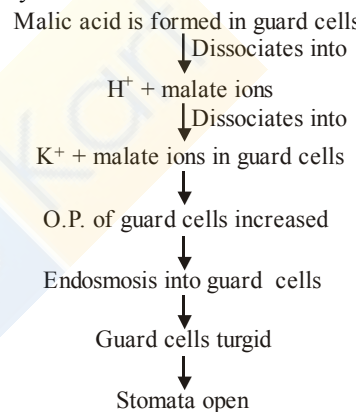 Malic acid is formed in guard cells
Dissociates into
H⁺ + malate ions
Dissociates into
K⁺ + malate ions in guard cells
O.P. of guard cells increased
Endosmosis into guard cells
Guard cells turgid
Stomata open